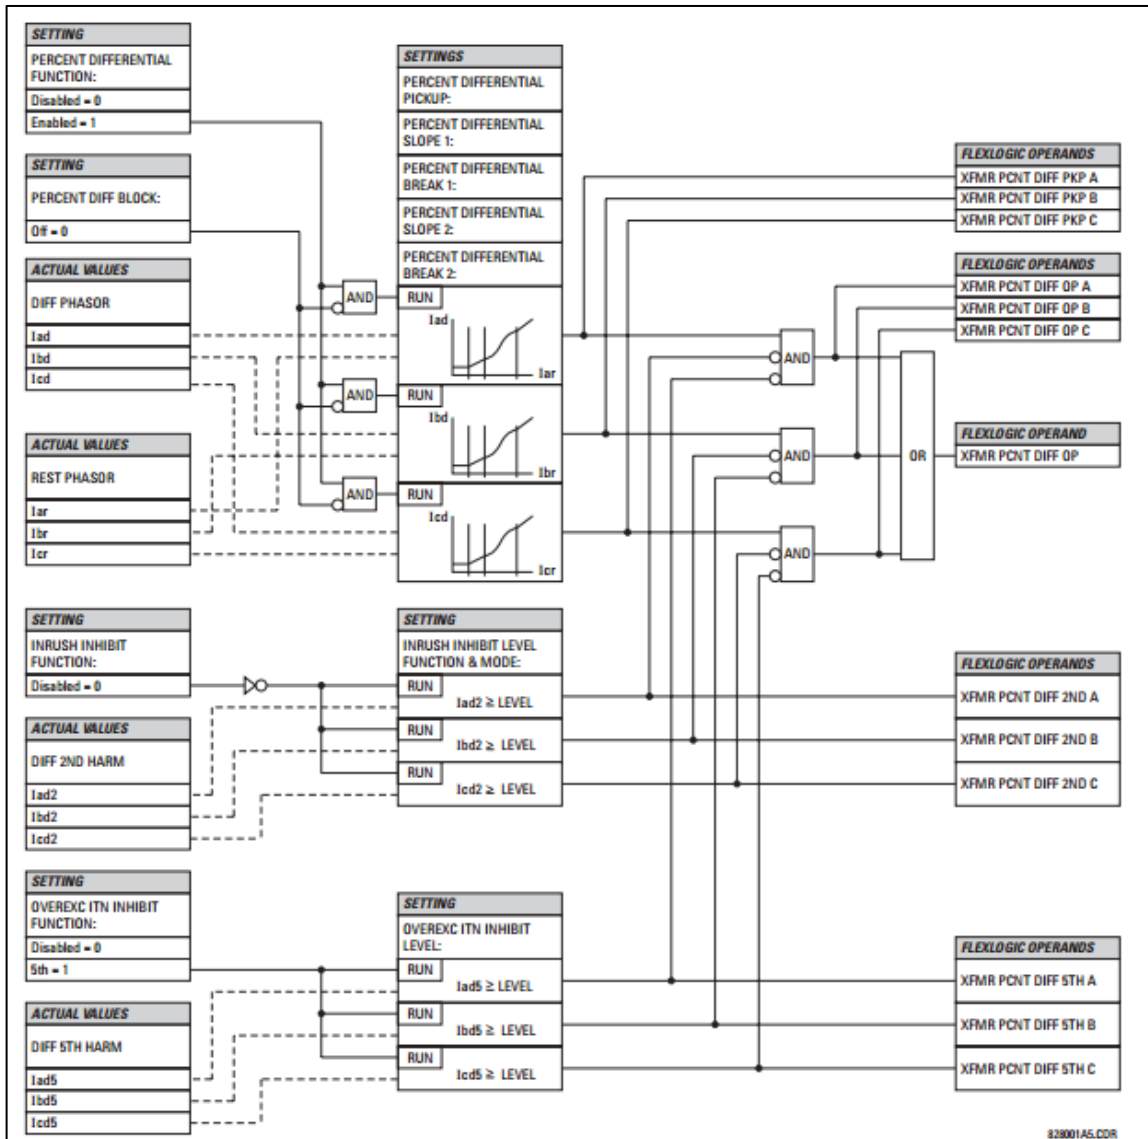 SETTING
PERCENT DIFFERENTIAL
FUNCTION:
Disabled = 0
Enabled = 1
SETTING
PERCENT DIFF BLOCK:
Off = 0
ACTUAL VALUES
DIFF PHASOR
Iad
Ibd
Icd
ACTUAL VALUES
REST PHASOR
Iar
Ibr
Icr
SETTING
INRUSH INHIBIT
FUNCTION:
Disabled = 0
ACTUAL VALUES
DIFF 2ND HARM
Iad2
Ibd2
Icd2
SETTING
OVEREXC ITN INHIBIT
FUNCTION:
Disabled = 0
5th = 1
ACTUAL VALUES
DIFF 5TH HARM
Iad5
Ibd5
Icd5
AND
AND
AND
SETTINGS
PERCENT DIFFERENTIAL
PICKUP:
PERCENT DIFFERENTIAL
SLOPE 1:
PERCENT DIFFERENTIAL
BREAK 1:
PERCENT DIFFERENTIAL
SLOPE 2:
PERCENT DIFFERENTIAL
BREAK 2:
RUN
Iad
Iar
RUN
Ibd
Ibr
RUN
Icd
Icr
SETTING
INRUSH INHIBIT LEVEL
FUNCTION & MODE:
RUN
Iad2 ≥ LEVEL
RUN
Ibd2 ≥ LEVEL
RUN
Icd2 ≥ LEVEL
SETTING
OVEREXC ITN INHIBIT
LEVEL:
RUN
Iad5 ≥ LEVEL
RUN
Ibd5 ≥ LEVEL
RUN
Icd5 ≥ LEVEL
AND
AND
AND
OR
FLEXLOGIC OPERANDS
XFMR PCNT DIFF PKP A
XFMR PCNT DIFF PKP B
XFMR PCNT DIFF PKP C
FLEXLOGIC OPERANDS
XFMR PCNT DIFF OP A
XFMR PCNT DIFF OP B
XFMR PCNT DIFF OP C
FLEXLOGIC OPERAND
XFMR PCNT DIFF OP
FLEXLOGIC OPERANDS
XFMR PCNT DIFF 2ND A
XFMR PCNT DIFF 2ND B
XFMR PCNT DIFF 2ND C
FLEXLOGIC OPERANDS
XFMR PCNT DIFF 5TH A
XFMR PCNT DIFF 5TH B
XFMR PCNT DIFF 5TH C
828001A5.CDR